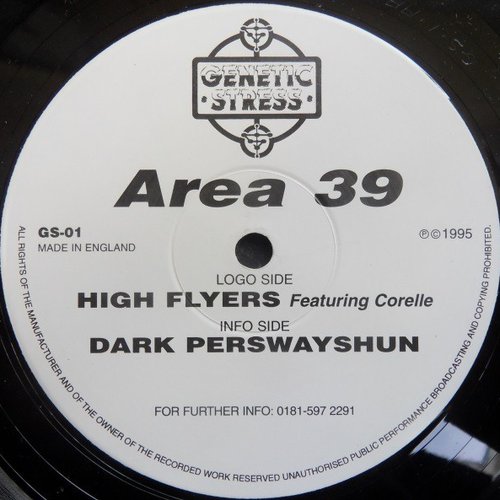 GENETIC
STRESS
Area 39
GS-01
MADE IN ENGLAND
℗©1995
LOGO SIDE
HIGH FLYERS Featuring Corelle
INFO SIDE
DARK PERSWAYSHUN
FOR FURTHER INFO: 0181-597 2291
ALL RIGHTS OF THE MANUFACTURER AND OF THE OWNER OF THE RECORDED WORK RESERVED UNAUTHORISED PUBLIC PERFORMANCE BROADCASTING AND COPYING PROHIBITED.